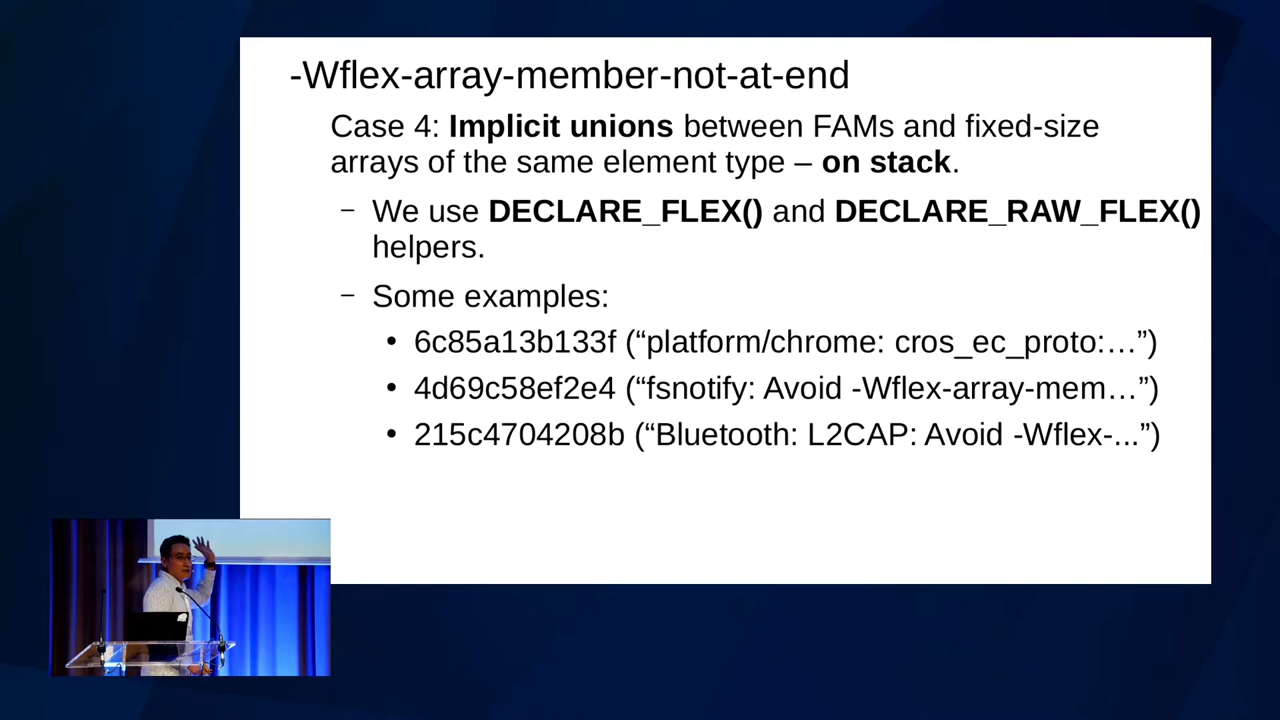 -Wflex-array-member-not-at-end
Case 4: Implicit unions between FAMs and fixed-size
arrays of the same element type – on stack.
– We use DECLARE_FLEX() and DECLARE_RAW_FLEX()
helpers.
– Some examples:
• 6c85a13b133f (“platform/chrome: cros_ec_proto:…”)
• 4d69c58ef2e4 (“fsnotify: Avoid -Wflex-array-mem…”)
• 215c4704208b (“Bluetooth: L2CAP: Avoid -Wflex-...”)